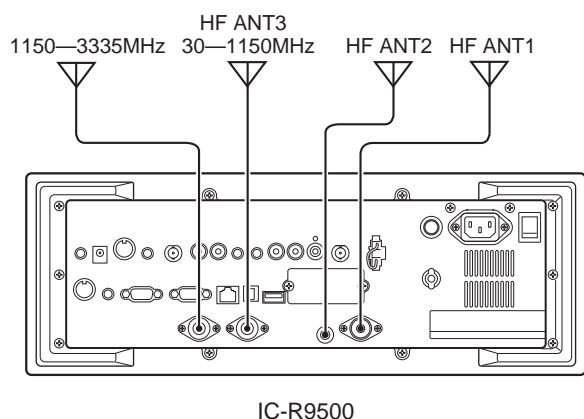 HF ANT3
1150—3335MHz 30—1150MHz HF ANT2 HF ANT1
IC-R9500